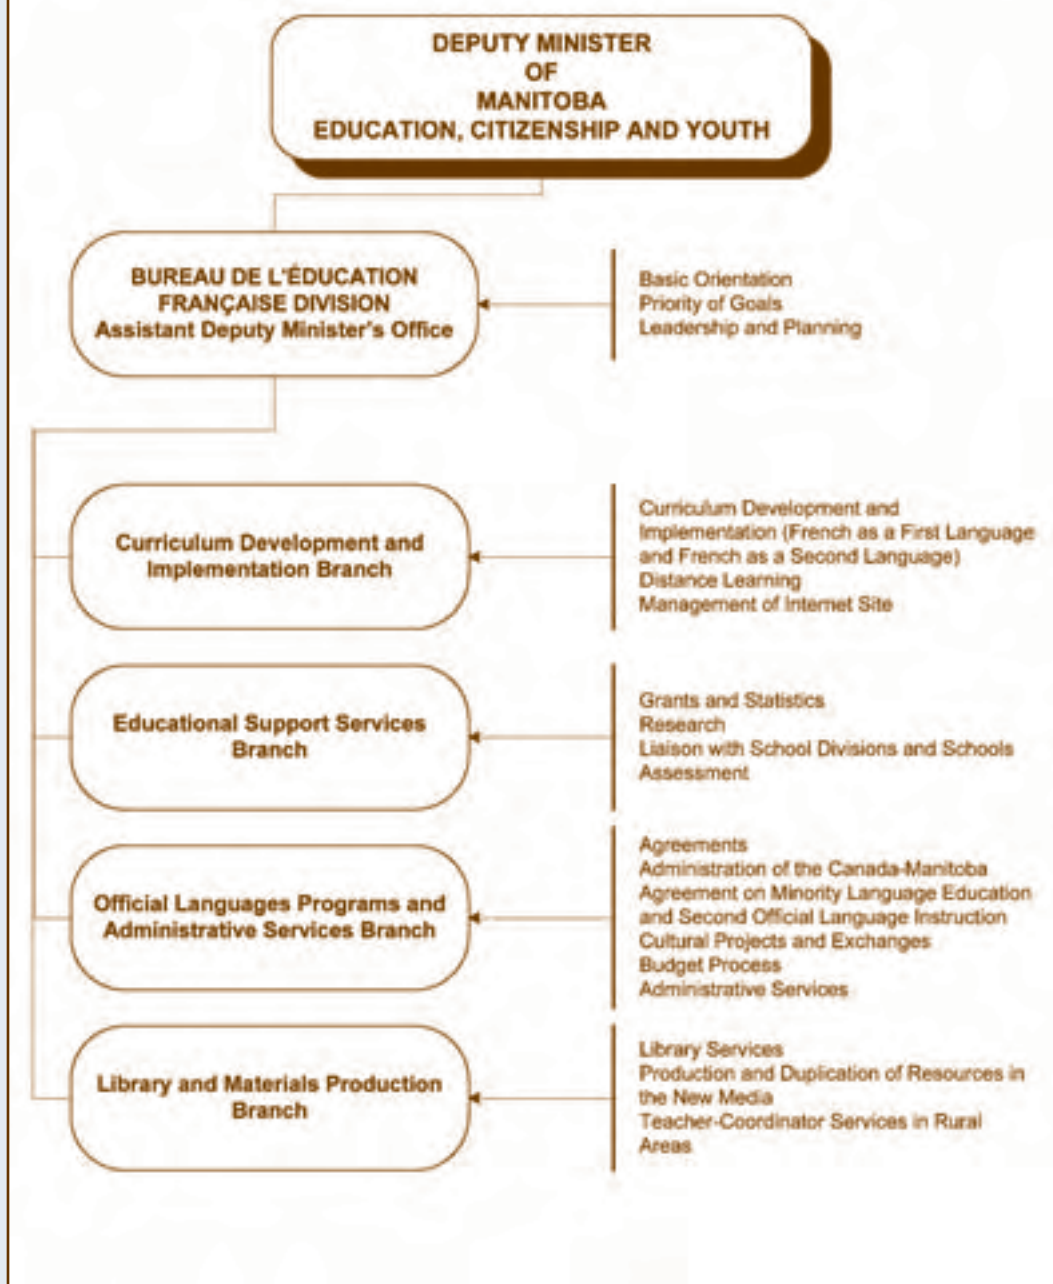 DEPUTY MINISTER
OF
MANITOBA
EDUCATION, CITIZENSHIP AND YOUTH
BUREAU DE L'ÉDUCATION
FRANÇAISE DIVISION
Assistant Deputy Minister's Office
Basic Orientation
Priority of Goals
Leadership and Planning
Curriculum Development and
Implementation Branch
Curriculum Development and
Implementation (French as a First Language
and French as a Second Language)
Distance Learning
Management of Internet Site
Educational Support Services
Branch
Grants and Statistics
Research
Liaison with School Divisions and Schools
Assessment
Official Languages Programs and
Administrative Services Branch
Agreements
Administration of the Canada-Manitoba
Agreement on Minority Language Education
and Second Official Language Instruction
Cultural Projects and Exchanges
Budget Process
Administrative Services
Library and Materials Production
Branch
Library Services
Production and Duplication of Resources in
the New Media
Teacher-Coordinator Services in Rural
Areas